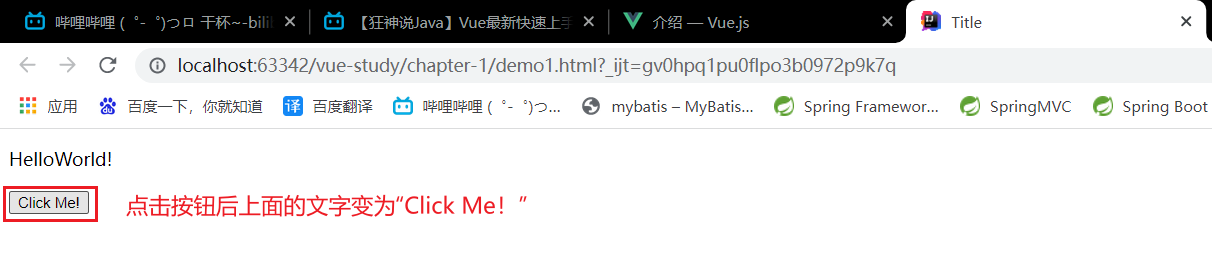 哔哩哔哩 (゜-゜)つロ 干杯~-bili
【狂神说Java】Vue最新快速上手
介绍 — Vue.js
Title
localhost:63342/vue-study/chapter-1/demo1.html?_ijt=gv0hpq1pu0flpo3b0972p9k7q
应用
百度一下，你就知道
译
百度翻译
哔哩哔哩 (゜-゜)つ...
mybatis – MyBatis...
Spring Framewor...
SpringMVC
Spring Boot
HelloWorld!
Click Me!
点击按钮后上面的文字变为“Click Me！”